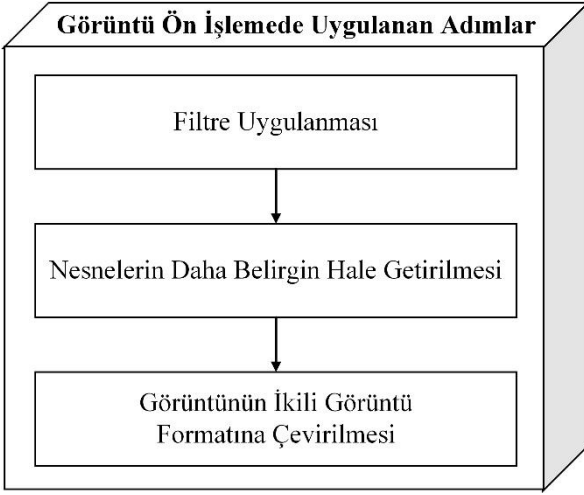 Görüntü Ön İşlemede Uygulanan Adımlar
Filtre Uygulanması
Nesnelerin Daha Belirgin Hale Getirilmesi
Görüntünün İkili Görüntü
Formatına Çevirilmesi